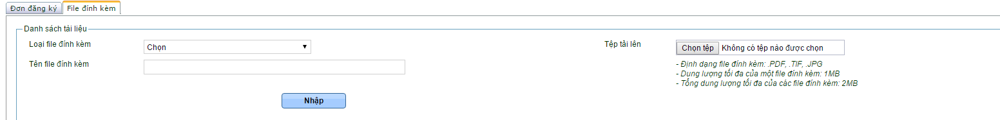 Đơn đăng ký File đính kèm
Danh sách tài liệu
Loại file đính kèm Chọn Tệp tải lên Chọn tệp Không có tệp nào được chọn
Tên file đính kèm - Định dạng file đính kèm: .PDF, .TIF, .JPG
- Dung lượng tối đa của một file đính kèm: 1MB
- Tổng dung lượng tối đa của các file đính kèm: 2MB
Nhập